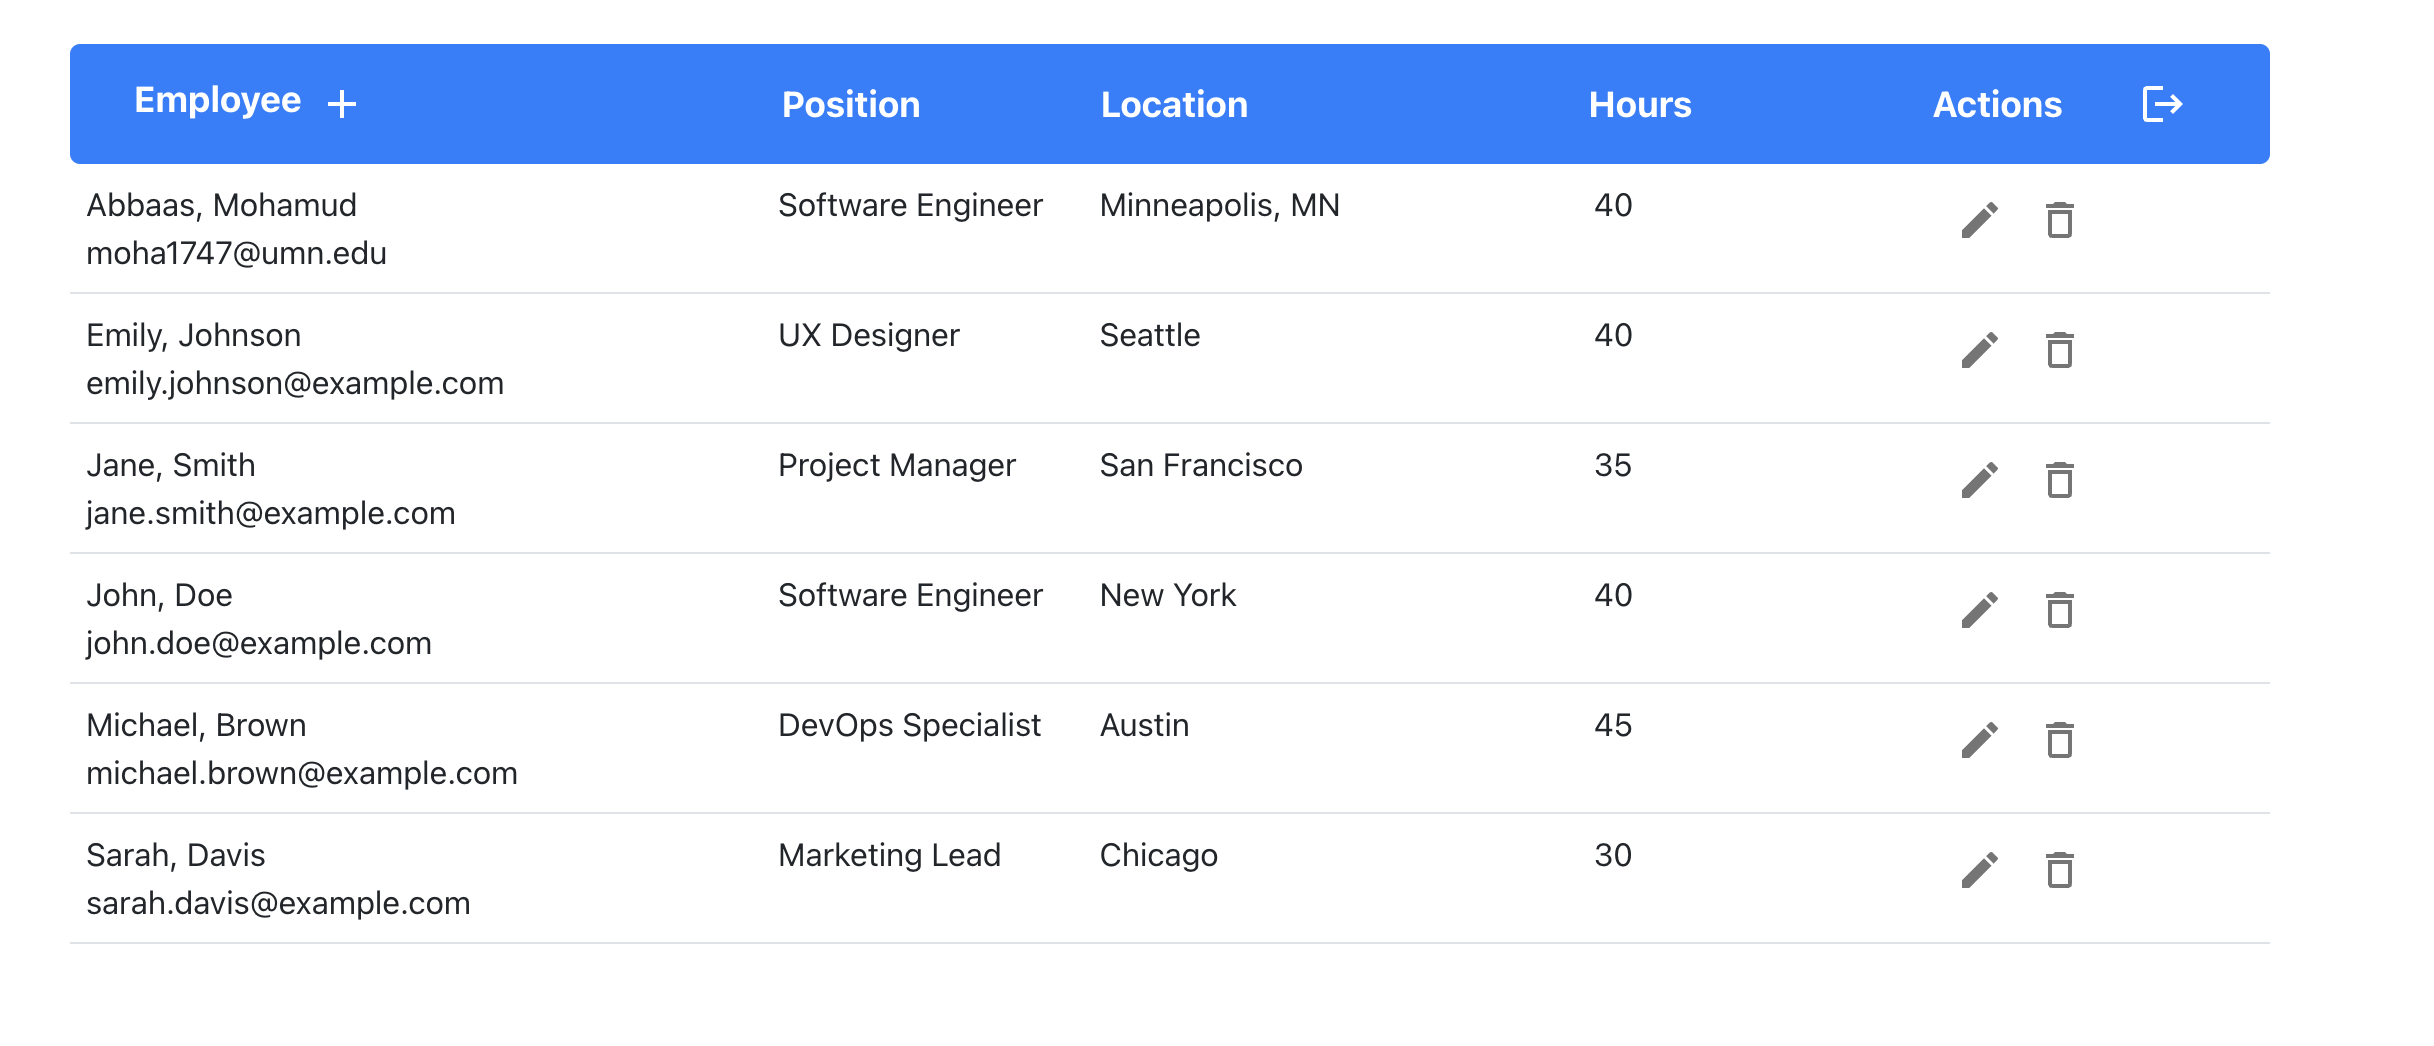 Employee + Position Location Hours Actions
Abbaas, Mohamud Software Engineer Minneapolis, MN 40
moha1747@umn.edu
Emily, Johnson UX Designer Seattle 40
emily.johnson@example.com
Jane, Smith Project Manager San Francisco 35
jane.smith@example.com
John, Doe Software Engineer New York 40
john.doe@example.com
Michael, Brown DevOps Specialist Austin 45
michael.brown@example.com
Sarah, Davis Marketing Lead Chicago 30
sarah.davis@example.com